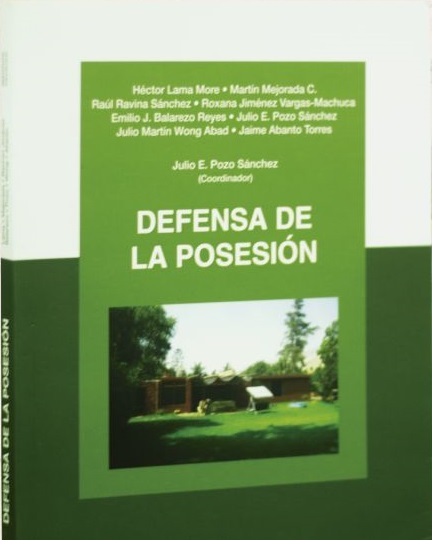 Héctor Lama More • Martín Mejorada C.
Raúl Ravina Sánchez • Roxana Jiménez Vargas-Machuca
Emilio J. Balarezo Reyes • Julio E. Pozo Sánchez
Julio Martín Wong Abad • Jaime Abanto Torres
Julio E. Pozo Sánchez
(Coordinador)
DEFENSA DE
LA POSESIÓN
DEFENSA DE LA POSESIÓN